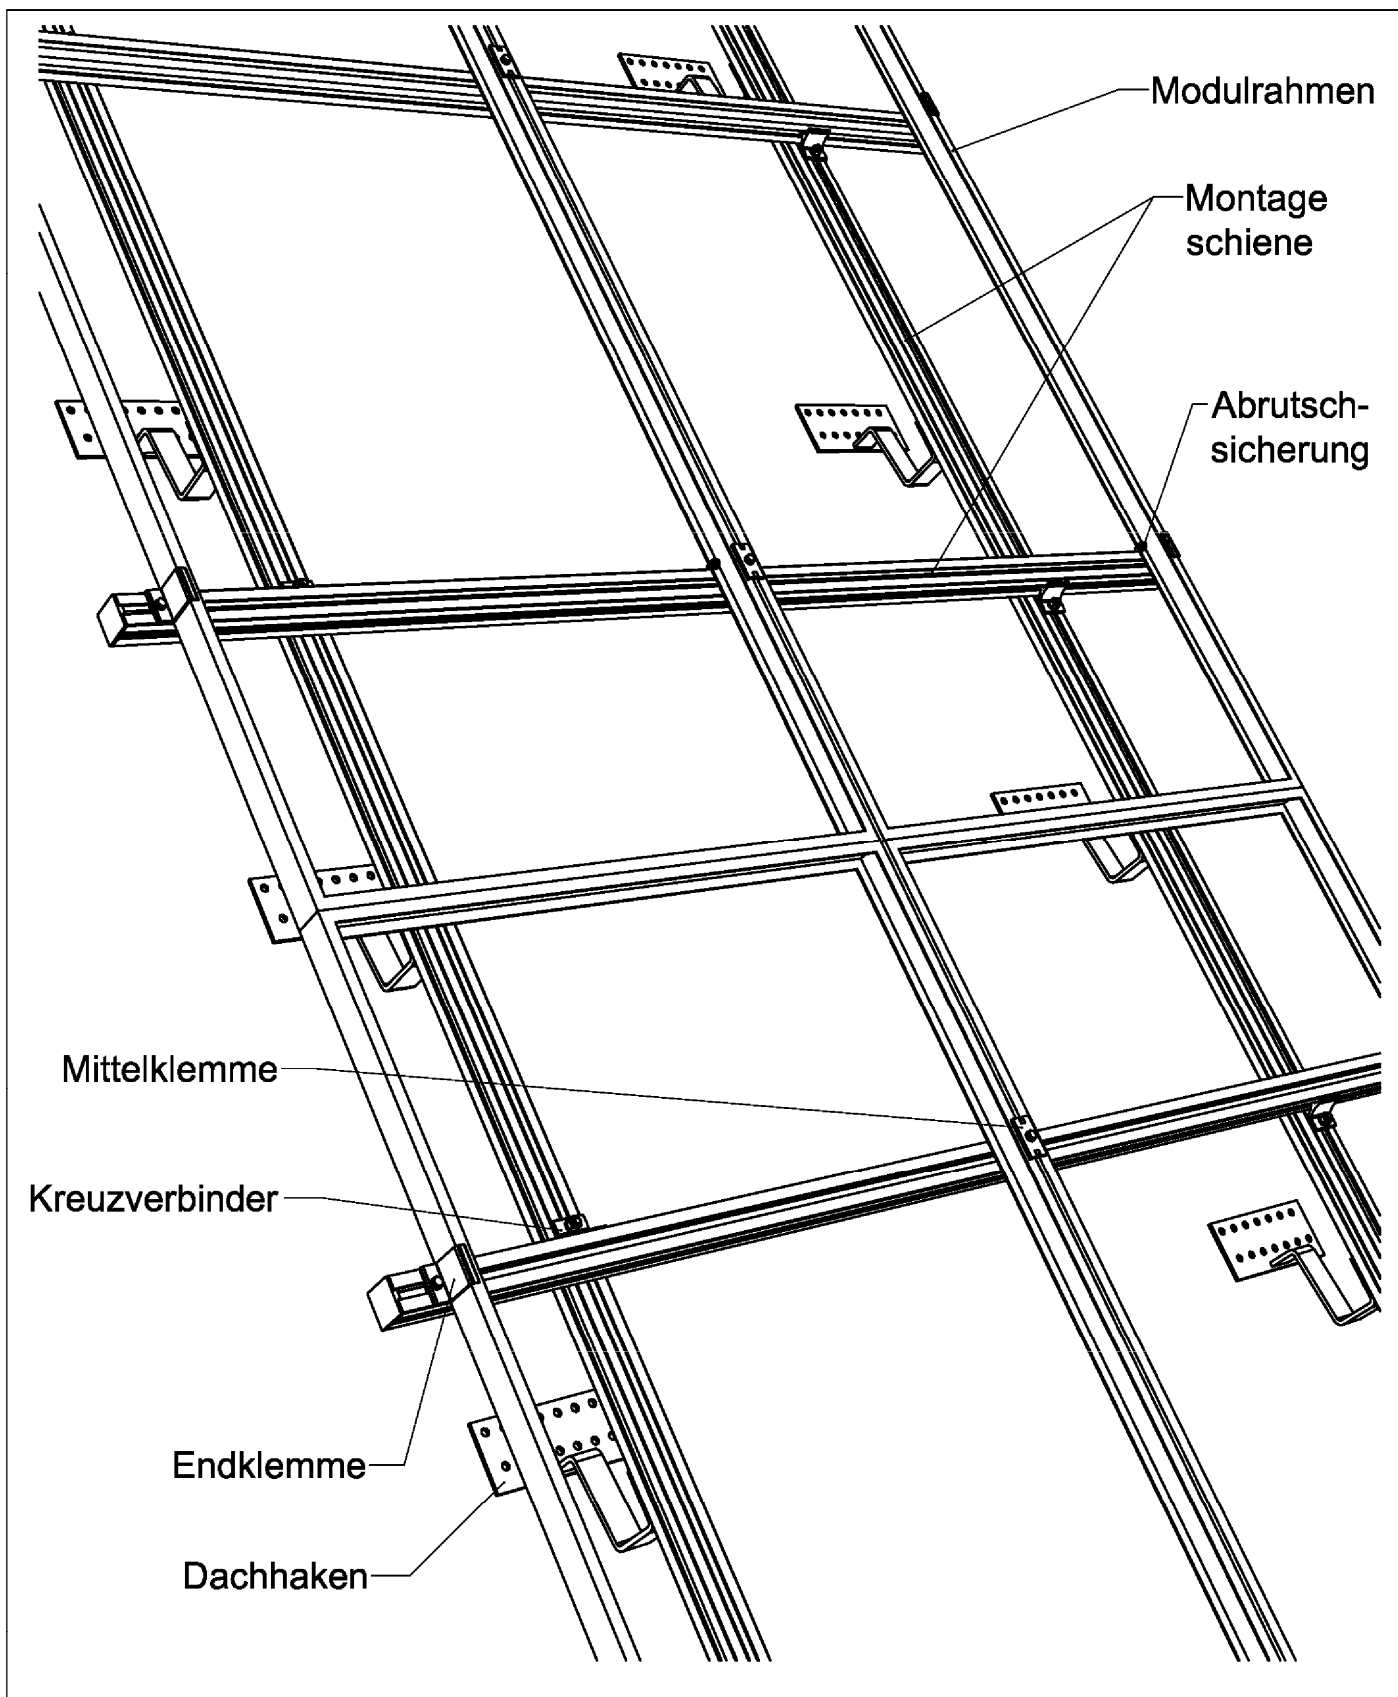 Modulrahmen
Montage
schiene
Abrutsch-
sicherung
Mittelklemme
Kreuzverbinder
Endklemme
Dachhaken